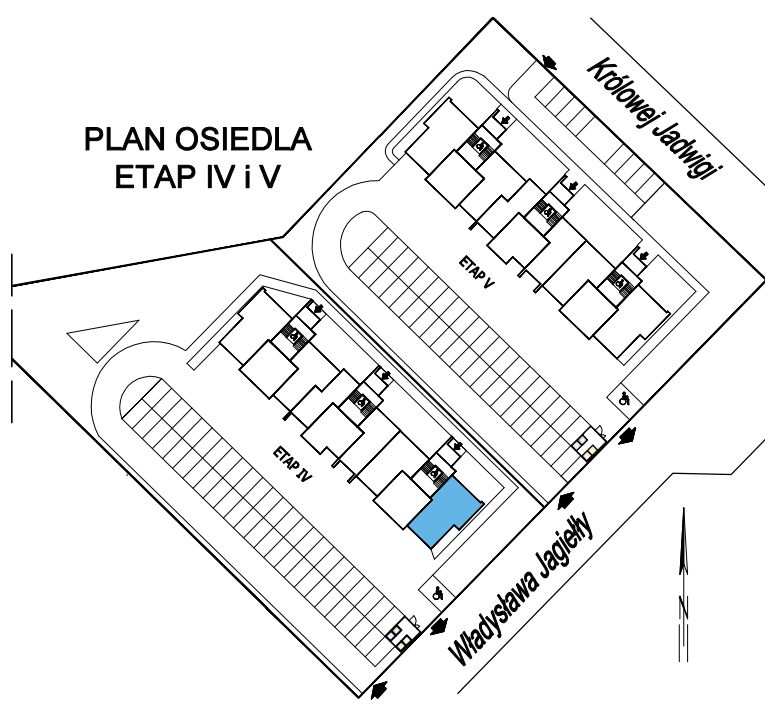 PLAN OSIEDLA
ETAP IV i V
Królowej Jadwigi
ETAP V
ETAP IV
Władysława Jagiełły
N